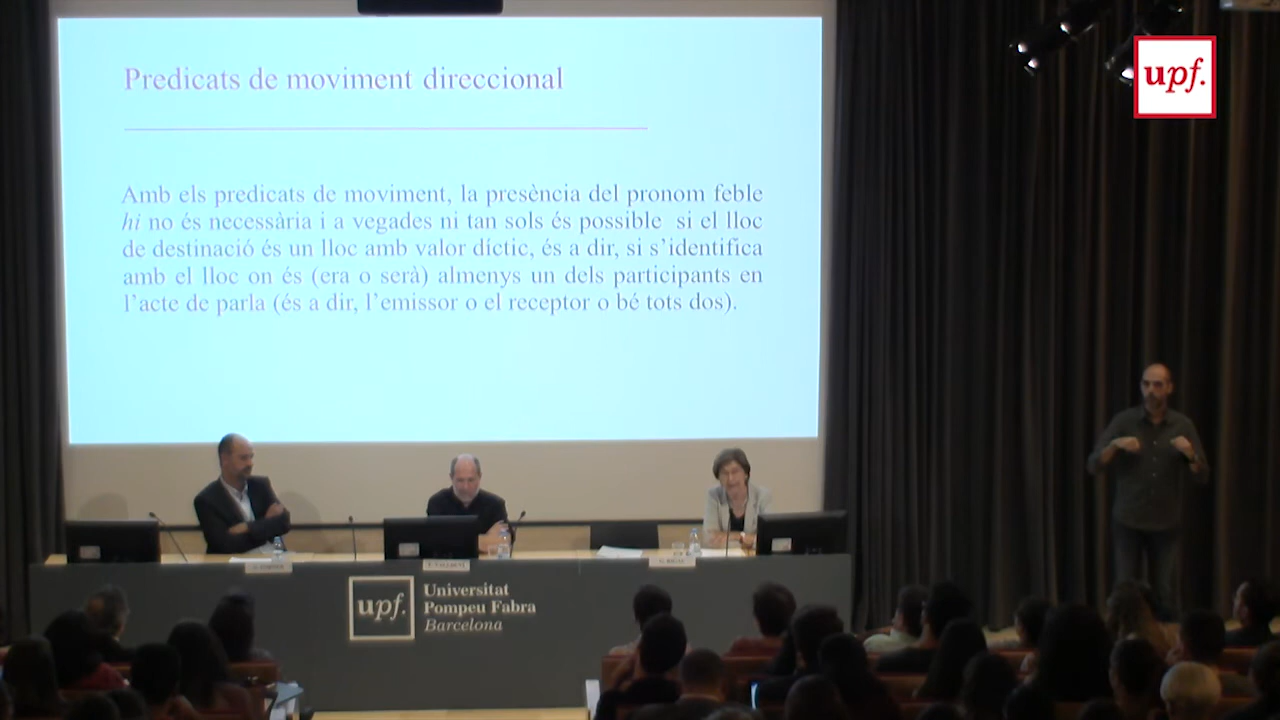 Predicats de moviment direccional
Amb els predicats de moviment, la presència del pronom feble
hi no és necessària i a vegades ni tan sols és possible si el lloc
de destinació és un lloc amb valor díctic, és a dir, si s’identifica
amb el lloc on és (era o serà) almenys un dels participants en
l’acte de parla (és a dir, l’emissor o el receptor o bé tots dos).
upf.
upf.
Universitat
Pompeu Fabra
Barcelona